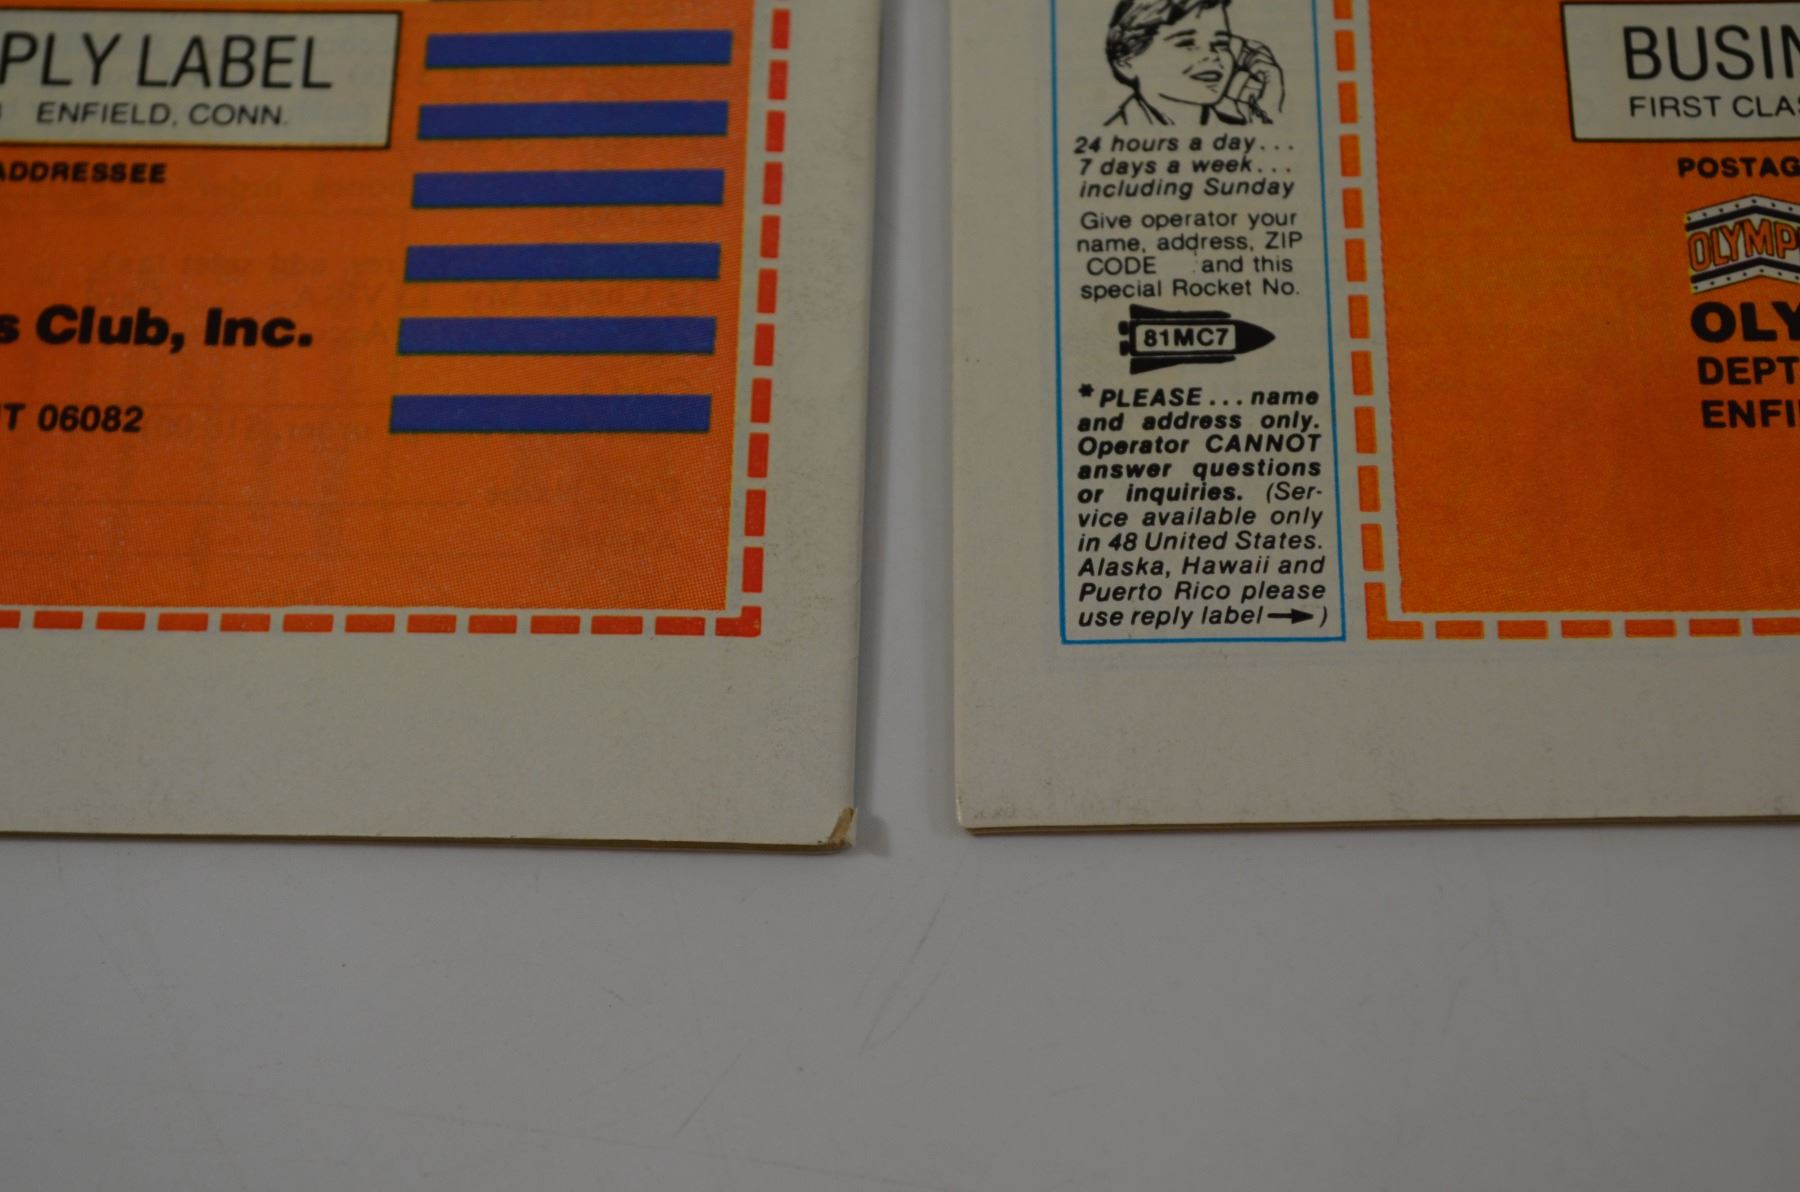 PLY LABEL
ENFIELD, CONN.
ADDRESSEE
s Club, Inc.
T 06082
24 hours a day...
7 days a week...
including Sunday
Give operator your
name, address, ZIP
CODE and this
special Rocket No.
81MC7
*PLEASE... name
and address only.
Operator CANNOT
answer questions
or inquiries. (Ser-
vice available only
in 48 United States.
Alaska, Hawaii and
Puerto Rico please
use reply label→)
BUSIN
FIRST CLAS
POSTAG
OLYMP
OLY
DEPT
ENFI